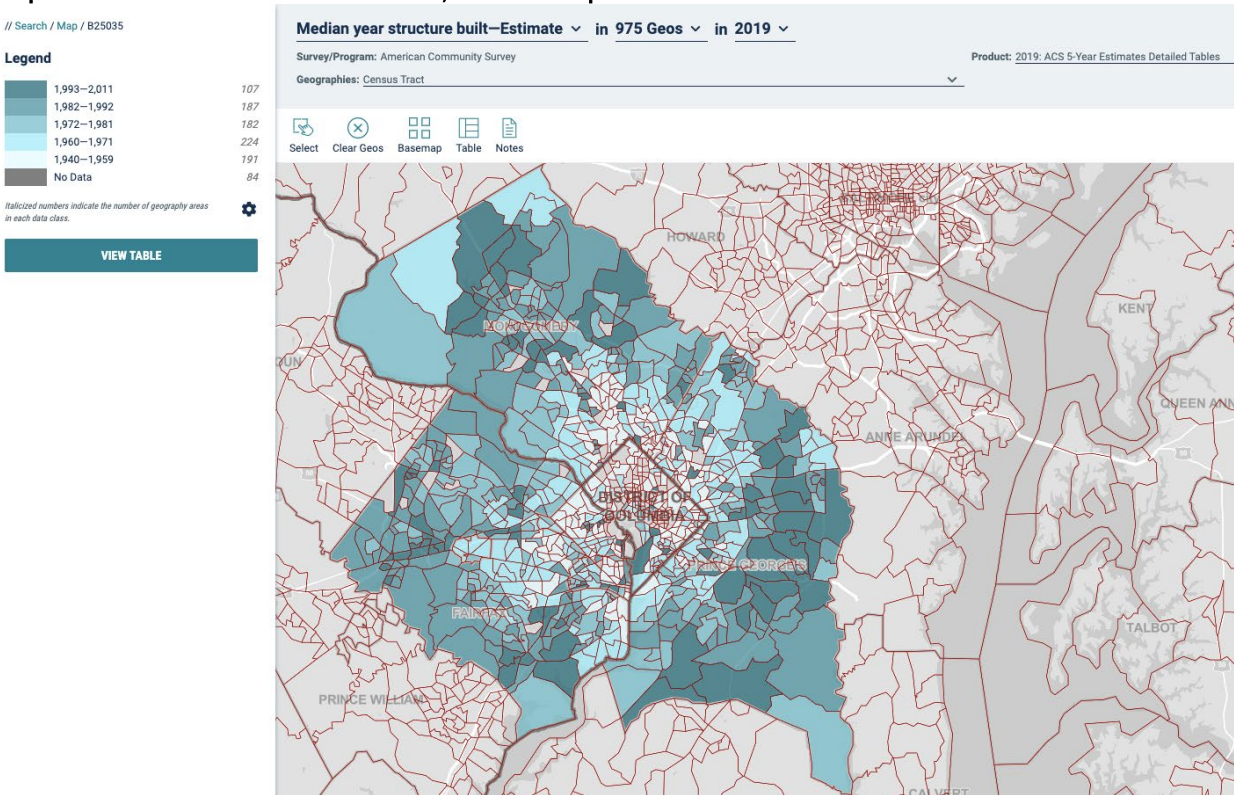 // Search / Map / B25035
Legend
1,993—2,011 107
1,982—1,992 187
1,972—1,981 182
1,960—1,971 224
1,940—1,959 191
No Data 84
Italicized numbers indicate the number of geography areas
in each data class.
VIEW TABLE
Median year structure built—Estimate in 975 Geos in 2019
Survey/Program: American Community Survey
Product: 2019: ACS 5-Year Estimates Detailed Tables
Geographies: Census Tract
Select Clear Geos Basemap Table Notes
HOWARD
KENT
MONTGOMERY
QUEEN ANN
ANNE ARUNDEL
DISTRICT OF
COLUMBIA
PRINCE GEORGE'S
FAIRFAX
TALBOT
PRINCE WILLIAM
CALVERT